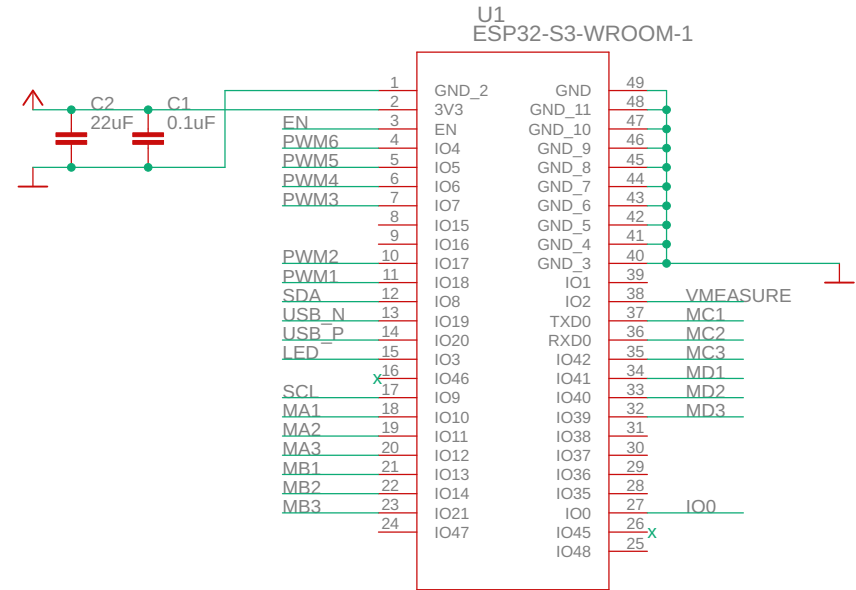 U1
ESP32-S3-WROOM-1
C2 C1
22uF 0.1uF
1 GND_2 GND 49
2 3V3 GND_11 48
EN 3 EN GND_10 47
PWM6 4 IO4 GND_9 46
PWM5 5 IO5 GND_8 45
PWM4 6 IO6 GND_7 44
PWM3 7 IO7 GND_6 43
8 IO15 GND_5 42
9 IO16 GND_4 41
PWM2 10 IO17 GND_3 40
PWM1 11 IO18 IO1 39
SDA 12 IO8 IO2 38 VMEASURE
USB_N 13 IO19 TXD0 37 MC1
USB_P 14 IO20 RXD0 36 MC2
LED 15 IO3 IO42 35 MC3
x 16 IO46 IO41 34 MD1
SCL 17 IO9 IO40 33 MD2
MA1 18 IO10 IO39 32 MD3
MA2 19 IO11 IO38 31
MA3 20 IO12 IO37 30
MB1 21 IO13 IO36 29
MB2 22 IO14 IO35 28
MB3 23 IO21 IO0 27 IO0
24 IO47 IO45 26 x
IO48 25